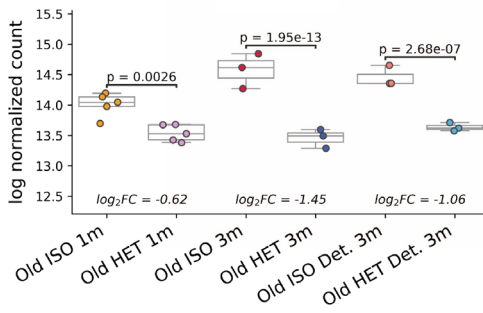 log normalized count
15.5
15.0
14.5
14.0
13.5
13.0
12.5
p = 0.0026
p = 1.95e-13
p = 2.68e-07
log₂FC = -0.62
log₂FC = -1.45
log₂FC = -1.06
Old ISO 1m
Old HET 1m
Old ISO 3m
Old HET 3m
Old ISO Det. 3m
Old HET Det. 3m